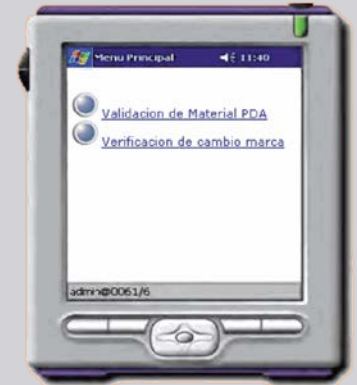 Menu Principal 11:40
Validacion de Material PDA
Verificacion de cambio marca
admin@0061/6